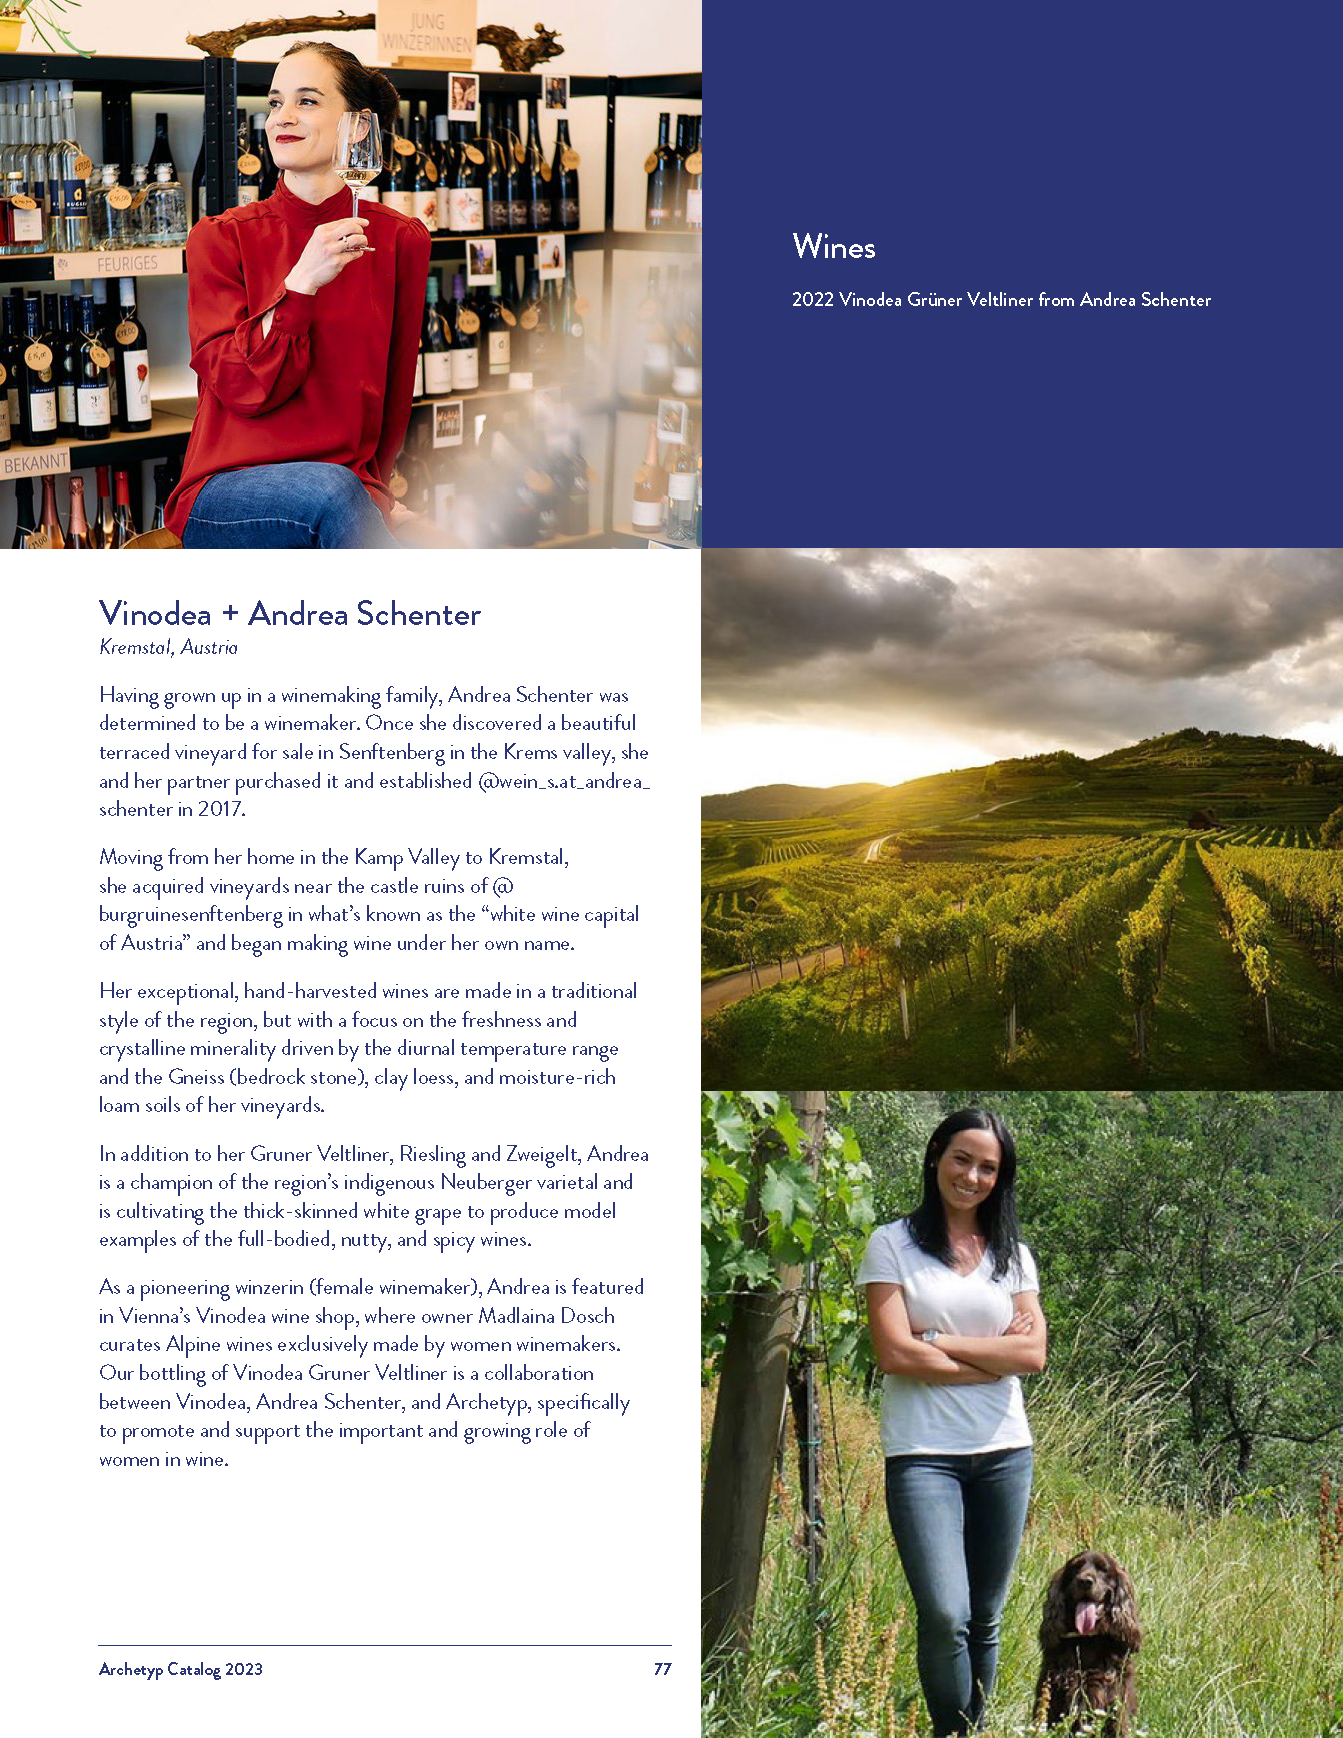 JUNG
WINZERINNEN
FEURIGES
BEKANNT
Wines
2022 Vinodea Grüner Veltliner from Andrea Schenter
Vinodea + Andrea Schenter
Kremstal, Austria
Having grown up in a winemaking family, Andrea Schenter was
determined to be a winemaker. Once she discovered a beautiful
terraced vineyard for sale in Senftenberg in the Krems valley, she
and her partner purchased it and established @wein_s.at_andrea_
schenter in 2017.
Moving from her home in the Kamp Valley to Kremstal,
she acquired vineyards near the castle ruins of @
burgruinesenftenberg in what’s known as the “white wine capital
of Austria” and began making wine under her own name.
Her exceptional, hand-harvested wines are made in a traditional
style of the region, but with a focus on the freshness and
crystalline minerality driven by the diurnal temperature range
and the Gneiss (bedrock stone), clay loess, and moisture-rich
loam soils of her vineyards.
In addition to her Gruner Veltliner, Riesling and Zweigelt, Andrea
is a champion of the region’s indigenous Neuberger varietal and
is cultivating the thick-skinned white grape to produce model
examples of the full-bodied, nutty, and spicy wines.
As a pioneering winzerin (female winemaker), Andrea is featured
in Vienna’s Vinodea wine shop, where owner Madlaina Dosch
curates Alpine wines exclusively made by women winemakers.
Our bottling of Vinodea Gruner Veltliner is a collaboration
between Vinodea, Andrea Schenter, and Archetyp, specifically
to promote and support the important and growing role of
women in wine.
Archetyp Catalog 2023 77